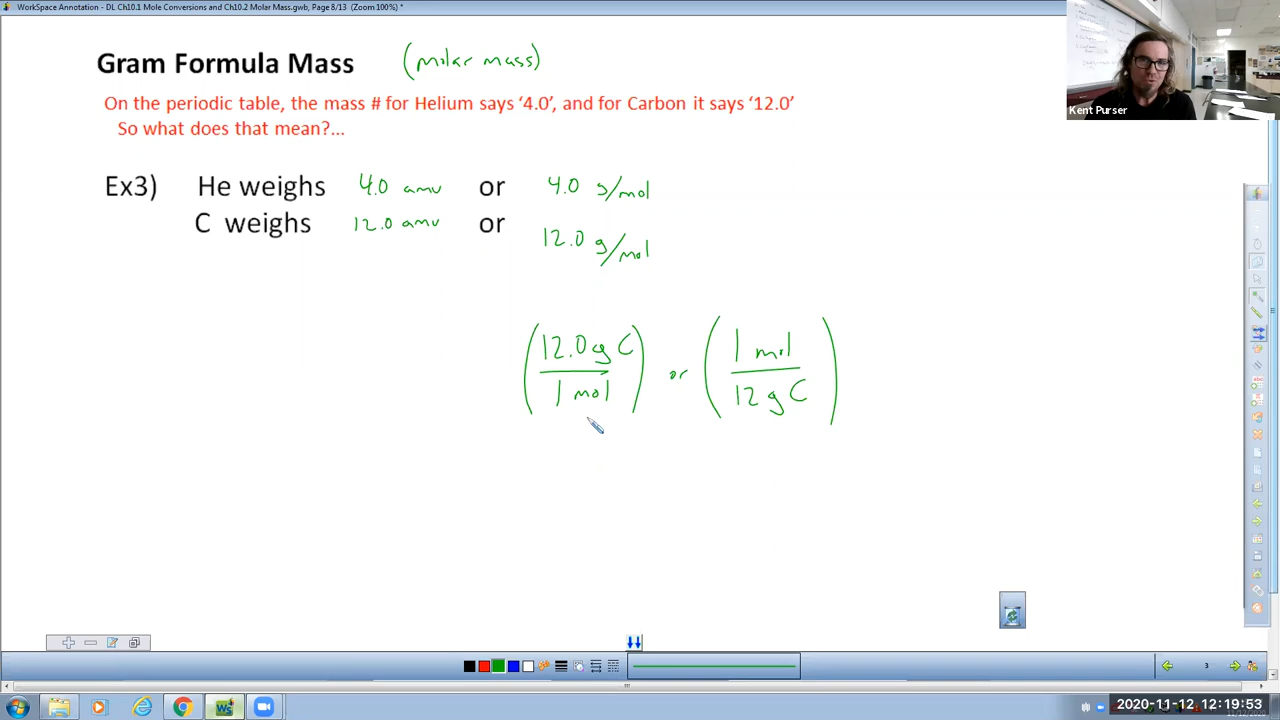 WorkSpace Annotation - DL Ch10.1 Mole Conversions and Ch10.2 Molar Mass.gwb, Page 8/13 (Zoom 100%) *
Kent Purser
Gram Formula Mass (molar mass)
On the periodic table, the mass # for Helium says ‘4.0’, and for Carbon it says ‘12.0’
So what does that mean?...
Ex3) He weighs 4.0 amu or 4.0 g/mol
C weighs 12.0 amu or 12.0 g/mol
(12.0 g C / 1 mol) or (1 mol / 12 g C)
3
2020-11-12 12:19:53